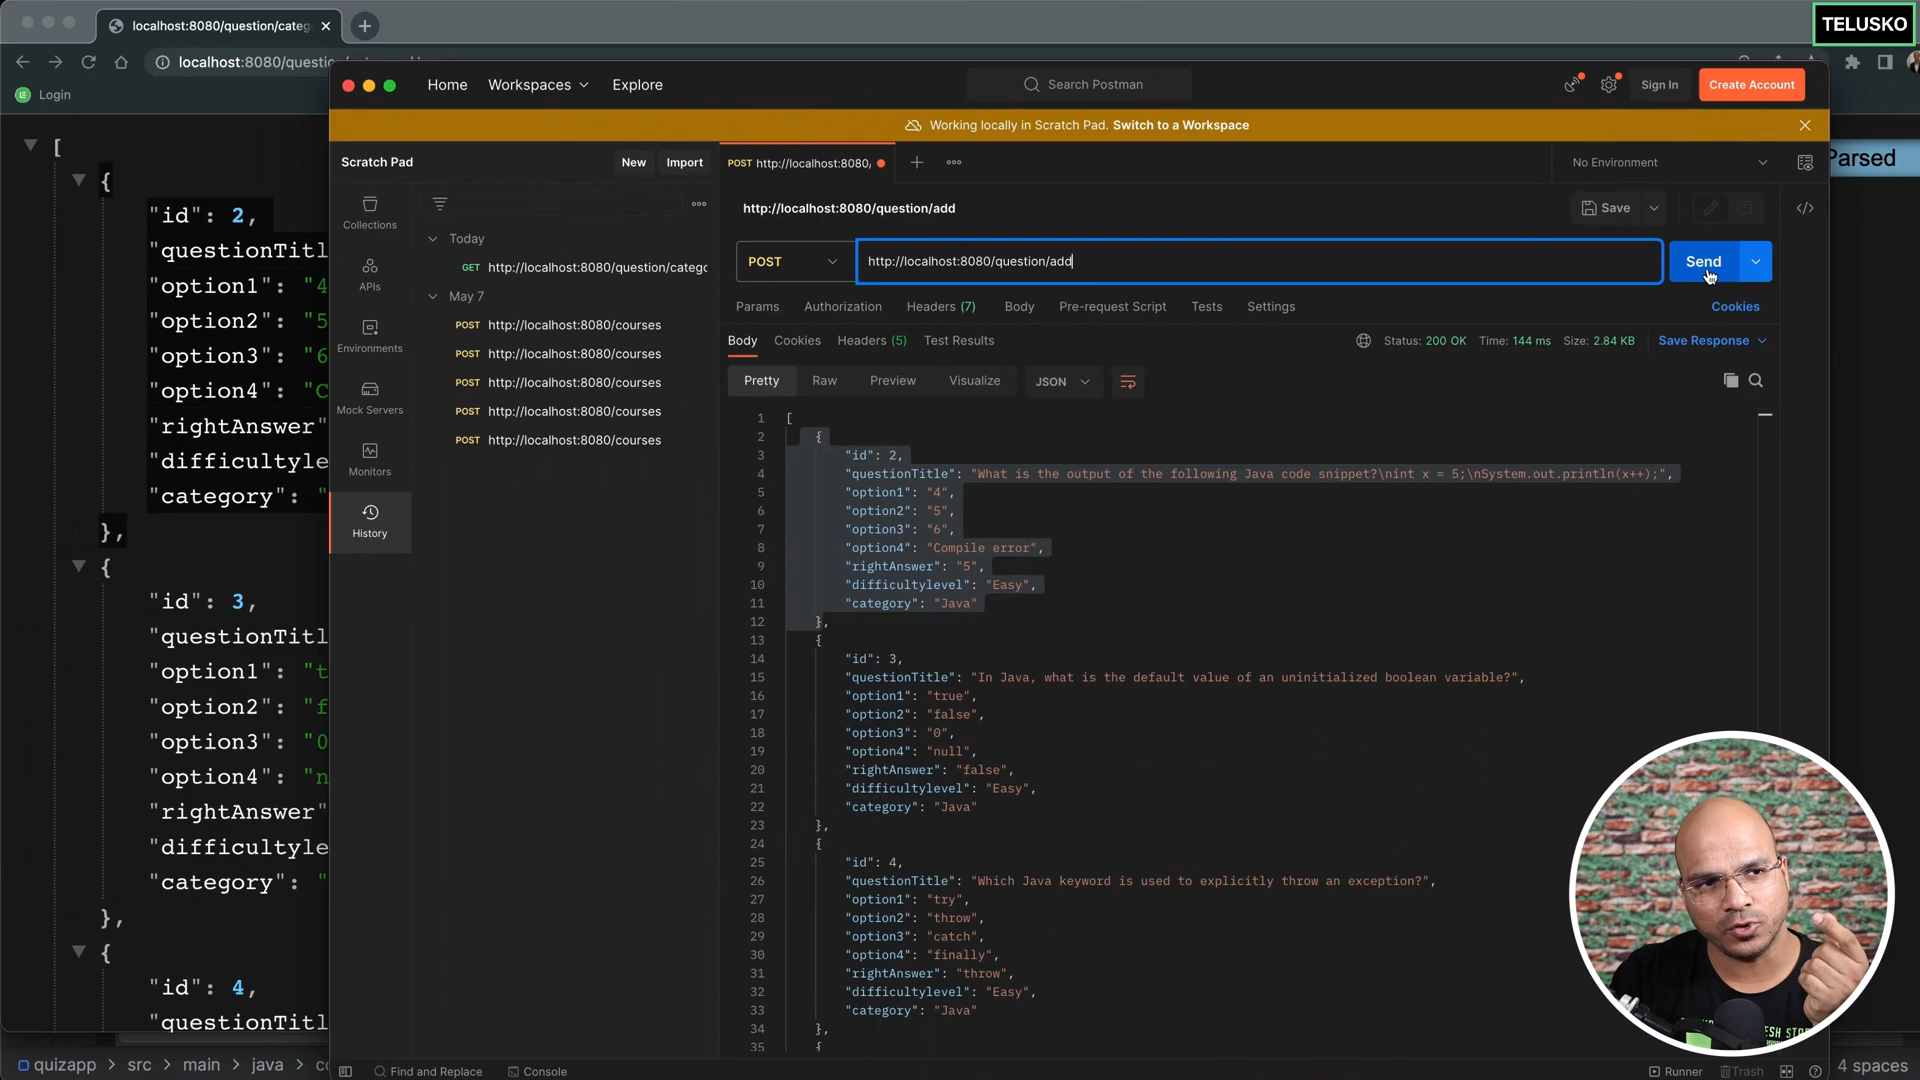 localhost:8080/question/categ
TELUSKO
localhost:8080/questio
Login
Parsed
[
{
"id": 2,
"questionTitl
"option1": "4
"option2": "5
"option3": "6
"option4": "C
"rightAnswer"
"difficultyle
"category": "
},
{
"id": 3,
"questionTitl
"option1": "t
"option2": "f
"option3": "0
"option4": "n
"rightAnswer"
"difficultyle
"category": "
},
{
"id": 4,
"questionTitl
quizapp > src > main > java > c
4 spaces
Home Workspaces Explore
Search Postman
Sign In Create Account
Working locally in Scratch Pad. Switch to a Workspace
Scratch Pad New Import
Collections
APIs
Environments
Mock Servers
Monitors
History
Today
GET http://localhost:8080/question/catego
May 7
POST http://localhost:8080/courses
POST http://localhost:8080/courses
POST http://localhost:8080/courses
POST http://localhost:8080/courses
POST http://localhost:8080/courses
POST http://localhost:8080/
No Environment
http://localhost:8080/question/add
Save
POST http://localhost:8080/question/add Send
Params Authorization Headers (7) Body Pre-request Script Tests Settings Cookies
Body Cookies Headers (5) Test Results Status: 200 OK Time: 144 ms Size: 2.84 KB Save Response
Pretty Raw Preview Visualize JSON
1 [
2 {
3 "id": 2,
4 "questionTitle": "What is the output of the following Java code snippet?\nint x = 5;\nSystem.out.println(x++);",
5 "option1": "4",
6 "option2": "5",
7 "option3": "6",
8 "option4": "Compile error",
9 "rightAnswer": "5",
10 "difficultylevel": "Easy",
11 "category": "Java"
12 },
13 {
14 "id": 3,
15 "questionTitle": "In Java, what is the default value of an uninitialized boolean variable?",
16 "option1": "true",
17 "option2": "false",
18 "option3": "0",
19 "option4": "null",
20 "rightAnswer": "false",
21 "difficultylevel": "Easy",
22 "category": "Java"
23 },
24 {
25 "id": 4,
26 "questionTitle": "Which Java keyword is used to explicitly throw an exception?",
27 "option1": "try",
28 "option2": "throw",
29 "option3": "catch",
30 "option4": "finally",
31 "rightAnswer": "throw",
32 "difficultylevel": "Easy",
33 "category": "Java"
34 },
35 {
Find and Replace Console
Runner Trash